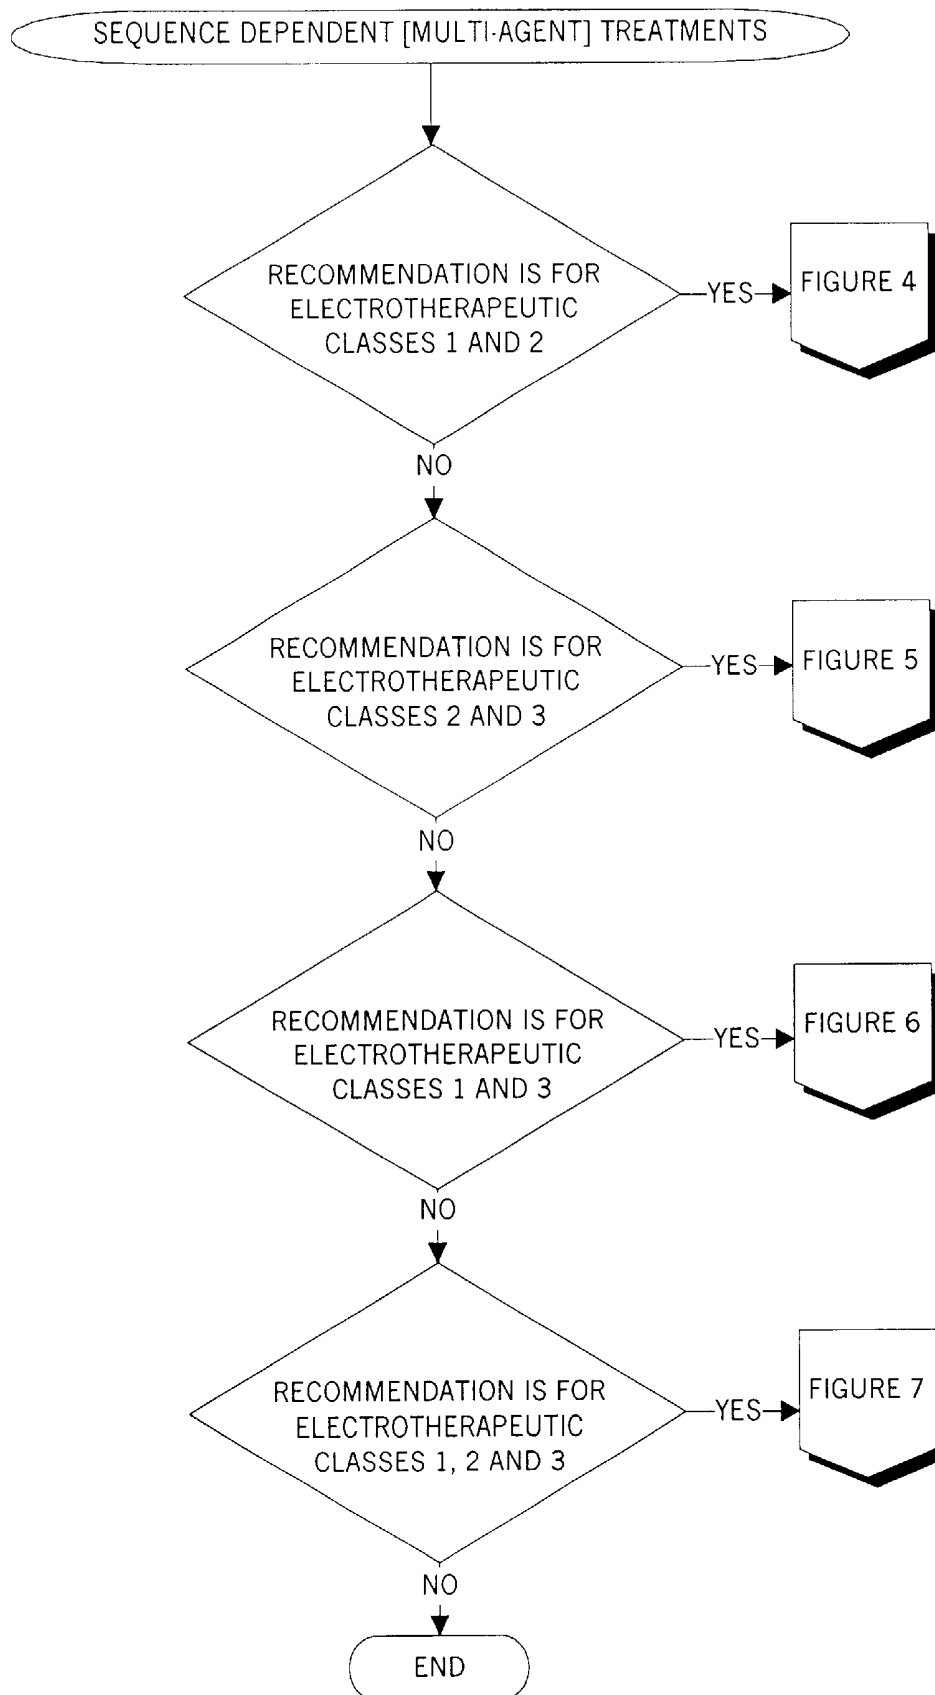 SEQUENCE DEPENDENT [MULTI-AGENT] TREATMENTS
RECOMMENDATION IS FOR
ELECTROTHERAPEUTIC
CLASSES 1 AND 2
YES
FIGURE 4
NO
RECOMMENDATION IS FOR
ELECTROTHERAPEUTIC
CLASSES 2 AND 3
YES
FIGURE 5
NO
RECOMMENDATION IS FOR
ELECTROTHERAPEUTIC
CLASSES 1 AND 3
YES
FIGURE 6
NO
RECOMMENDATION IS FOR
ELECTROTHERAPEUTIC
CLASSES 1, 2 AND 3
YES
FIGURE 7
NO
END